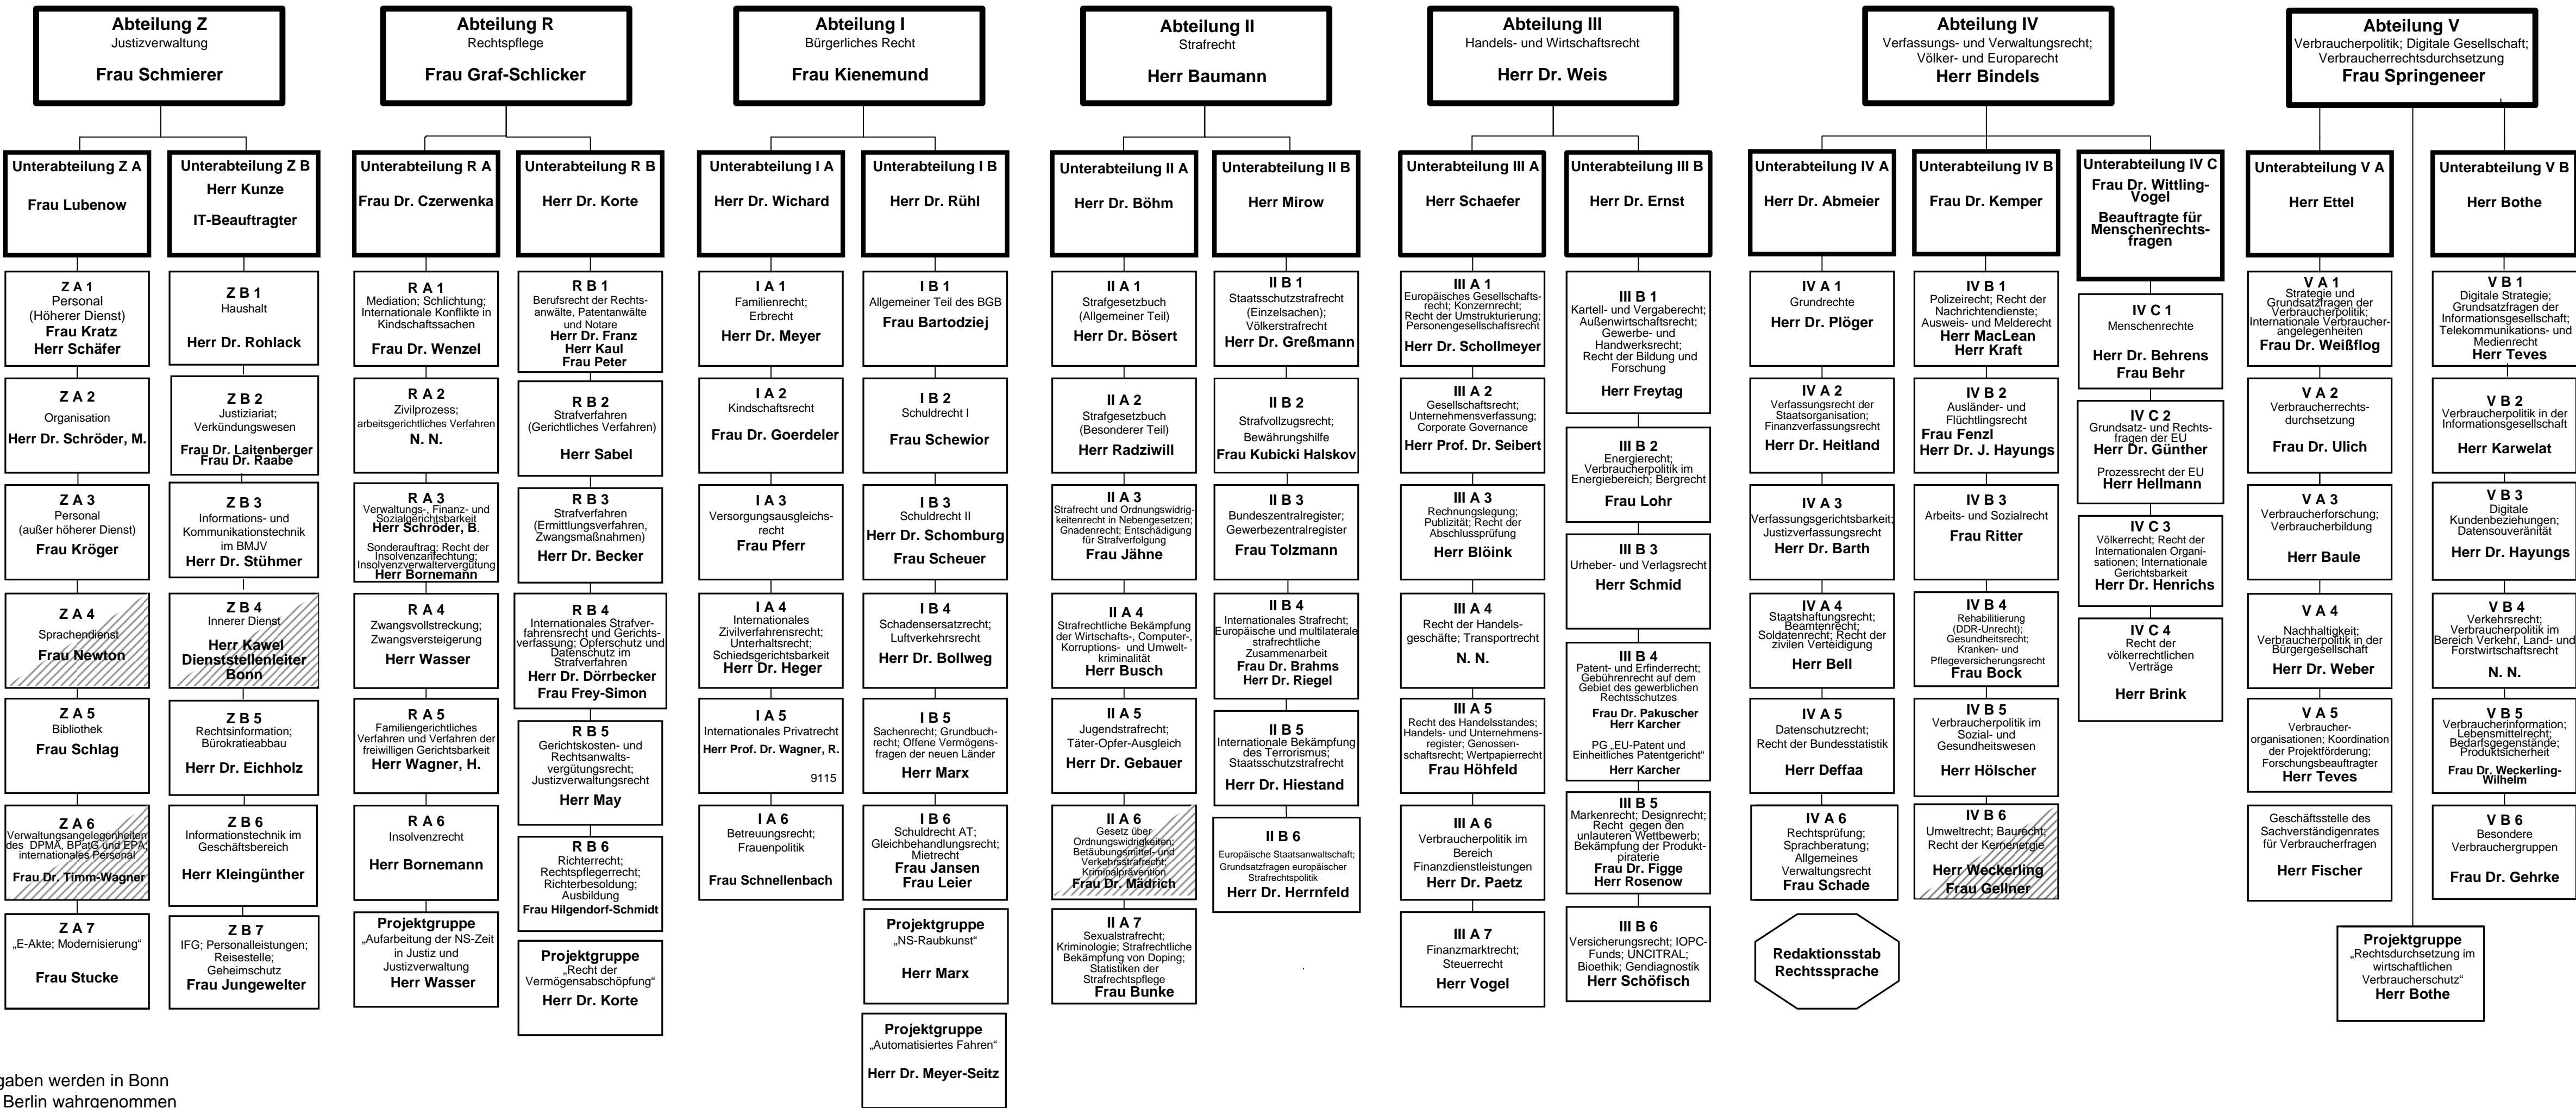 Abteilung Z
Justizverwaltung
Frau Schmierer
Unterabteilung Z A
Frau Lubenow
Z A 1
Personal
(Höherer Dienst)
Frau Kratz
Herr Schäfer
Z A 2
Organisation
Herr Dr. Schröder, M.
Z A 3
Personal
(außer höherer Dienst)
Frau Kröger
Z A 4
Sprachendienst
Frau Newton
Z A 5
Bibliothek
Frau Schlag
Z A 6
Verwaltungsangelegenheiten
des DPMA, BPatG und EPA;
internationales Personal
Frau Dr. Timm-Wagner
Z A 7
„E-Akte; Modernisierung“
Frau Stucke
Unterabteilung Z B
Herr Kunze
IT-Beauftragter
Z B 1
Haushalt
Herr Dr. Rohlack
Z B 2
Justiziariat;
Verkündungswesen
Frau Dr. Laitenberger
Frau Dr. Raabe
Z B 3
Informations- und
Kommunikationstechnik
im BMJV
Herr Dr. Stühmer
Z B 4
Innerer Dienst
Herr Kawel
Dienststellenleiter
Bonn
Z B 5
Rechtsinformation;
Bürokratieabbau
Herr Dr. Eichholz
Z B 6
Informationstechnik im
Geschäftsbereich
Herr Kleingünther
Z B 7
IFG; Personalleistungen;
Reisestelle;
Geheimschutz
Frau Jungewelter
Abteilung R
Rechtspflege
Frau Graf-Schlicker
Unterabteilung R A
Frau Dr. Czerwenka
R A 1
Mediation; Schlichtung;
Internationale Konflikte in
Kindschaftssachen
Frau Dr. Wenzel
R A 2
Zivilprozess;
arbeitsgerichtliches Verfahren
N. N.
R A 3
Verwaltungs-, Finanz- und
Sozialgerichtsbarkeit
Herr Schröder, B.
Sonderauftrag: Recht der
Insolvenzanfechtung;
Insolvenzverwaltervergütung
Herr Bornemann
R A 4
Zwangsvollstreckung;
Zwangsversteigerung
Herr Wasser
R A 5
Familiengerichtliches
Verfahren und Verfahren der
freiwilligen Gerichtsbarkeit
Herr Wagner, H.
R A 6
Insolvenzrecht
Herr Bornemann
Projektgruppe
„Aufarbeitung der NS-Zeit
in Justiz und
Justizverwaltung
Herr Wasser
Unterabteilung R B
Herr Dr. Korte
R B 1
Berufsrecht der Rechts-
anwälte, Patentanwälte
und Notare
Herr Dr. Franz
Herr Kaul
Frau Peter
R B 2
Strafverfahren
(Gerichtliches Verfahren)
Herr Sabel
R B 3
Strafverfahren
(Ermittlungsverfahren,
Zwangsmaßnahmen)
Herr Dr. Becker
R B 4
Internationales Strafver-
fahrensrecht und Gerichts-
verfassung; Opferschutz und
Datenschutz im
Strafverfahren
Herr Dr. Dörrbecker
Frau Frey-Simon
R B 5
Gerichtskosten- und
Rechtsanwalts-
vergütungsrecht;
Justizverwaltungsrecht
Herr May
R B 6
Richterrecht;
Rechtspflegerrecht;
Richterbesoldung;
Ausbildung
Frau Hilgendorf-Schmidt
Projektgruppe
„Recht der
Vermögensabschöpfung“
Herr Dr. Korte
Abteilung I
Bürgerliches Recht
Frau Kienemund
Unterabteilung I A
Herr Dr. Wichard
I A 1
Familienrecht;
Erbrecht
Herr Dr. Meyer
I A 2
Kindschaftsrecht
Frau Dr. Goerdeler
I A 3
Versorgungsausgleichs-
recht
Frau Pferr
I A 4
Internationales
Zivilverfahrensrecht;
Unterhaltsrecht;
Schiedsgerichtsbarkeit
Herr Dr. Heger
I A 5
Internationales Privatrecht
Herr Prof. Dr. Wagner, R.
9115
I A 6
Betreuungsrecht;
Frauenpolitik
Frau Schnellenbach
Unterabteilung I B
Herr Dr. Rühl
I B 1
Allgemeiner Teil des BGB
Frau Bartodziej
I B 2
Schuldrecht I
Frau Schewior
I B 3
Schuldrecht II
Herr Dr. Schomburg
Frau Scheuer
I B 4
Schadensersatzrecht;
Luftverkehrsrecht
Herr Dr. Bollweg
I B 5
Sachenrecht; Grundbuch-
recht; Offene Vermögens-
fragen der neuen Länder
Herr Marx
I B 6
Schuldrecht AT;
Gleichbehandlungsrecht;
Mietrecht
Frau Jansen
Frau Leier
Projektgruppe
„NS-Raubkunst“
Herr Marx
Projektgruppe
„Automatisiertes Fahren“
Herr Dr. Meyer-Seitz
Abteilung II
Strafrecht
Herr Baumann
Unterabteilung II A
Herr Dr. Böhm
II A 1
Strafgesetzbuch
(Allgemeiner Teil)
Herr Dr. Bösert
II A 2
Strafgesetzbuch
(Besonderer Teil)
Herr Radziwill
II A 3
Strafrecht und Ordnungswidrig-
keitenrecht in Nebengesetzen;
Gnadenrecht; Entschädigung
für Strafverfolgung
Frau Jähne
II A 4
Strafrechtliche Bekämpfung
der Wirtschafts-, Computer-,
Korruptions- und Umwelt-
kriminalität
Herr Busch
II A 5
Jugendstrafrecht;
Täter-Opfer-Ausgleich
Herr Dr. Gebauer
II A 6
Gesetz über
Ordnungswidrigkeiten;
Betäubungsmittel- und
Verkehrsstrafrecht;
Kriminalprävention
Frau Dr. Mädrich
II A 7
Sexualstrafrecht;
Kriminologie; Strafrechtliche
Bekämpfung von Doping;
Statistiken der
Strafrechtspflege
Frau Bunke
Unterabteilung II B
Herr Mirow
II B 1
Staatsschutzstrafrecht
(Einzelsachen);
Völkerstrafrecht
Herr Dr. Greßmann
II B 2
Strafvollzugsrecht;
Bewährungshilfe
Frau Kubicki Halskov
II B 3
Bundeszentralregister;
Gewerbezentralregister
Frau Tolzmann
II B 4
Internationales Strafrecht;
Europäische und multilaterale
strafrechtliche
Zusammenarbeit
Frau Dr. Brahms
Herr Dr. Riegel
II B 5
Internationale Bekämpfung
des Terrorismus;
Staatsschutzstrafrecht
Herr Dr. Hiestand
II B 6
Europäische Staatsanwaltschaft;
Grundsatzfragen europäischer
Strafrechtspolitik
Herr Dr. Herrnfeld
Abteilung III
Handels- und Wirtschaftsrecht
Herr Dr. Weis
Unterabteilung III A
Herr Schaefer
III A 1
Europäisches Gesellschafts-
recht; Konzernrecht;
Recht der Umstrukturierung;
Personengesellschaftsrecht
Herr Dr. Schollmeyer
III A 2
Gesellschaftsrecht;
Unternehmensverfassung;
Corporate Governance
Herr Prof. Dr. Seibert
III A 3
Rechnungslegung;
Publizität; Recht der
Abschlussprüfung
Herr Blöink
III A 4
Recht der Handels-
geschäfte; Transportrecht
N. N.
III A 5
Recht des Handelsstandes;
Handels- und Unternehmens-
register; Genossen-
schaftsrecht; Wertpapierrecht
Frau Höhfeld
III A 6
Verbraucherpolitik im
Bereich
Finanzdienstleistungen
Herr Dr. Paetz
III A 7
Finanzmarktrecht;
Steuerrecht
Herr Vogel
Unterabteilung III B
Herr Dr. Ernst
III B 1
Kartell- und Vergaberecht;
Außenwirtschaftsrecht;
Gewerbe- und
Handwerksrecht;
Recht der Bildung und
Forschung
Herr Freytag
III B 2
Energierecht;
Verbraucherpolitik im
Energiebereich; Bergrecht
Frau Lohr
III B 3
Urheber- und Verlagsrecht
Herr Schmid
III B 4
Patent- und Erfinderrecht;
Gebührenrecht auf dem
Gebiet des gewerblichen
Rechtsschutzes
Frau Dr. Pakuscher
Herr Karcher
PG „EU-Patent und
Einheitliches Patentgericht“
Herr Karcher
III B 5
Markenrecht; Designrecht;
Recht gegen den
unlauteren Wettbewerb;
Bekämpfung der Produkt-
piraterie
Frau Dr. Figge
Herr Rosenow
III B 6
Versicherungsrecht; IOPC-
Funds; UNCITRAL;
Bioethik; Gendiagnostik
Herr Schöfisch
Abteilung IV
Verfassungs- und Verwaltungsrecht;
Völker- und Europarecht
Herr Bindels
Unterabteilung IV A
Herr Dr. Abmeier
IV A 1
Grundrechte
Herr Dr. Plöger
IV A 2
Verfassungsrecht der
Staatsorganisation;
Finanzverfassungsrecht
Herr Dr. Heitland
IV A 3
Verfassungsgerichtsbarkeit;
Justizverfassungsrecht
Herr Dr. Barth
IV A 4
Staatshaftungsrecht;
Beamtenrecht;
Soldatenrecht; Recht der
zivilen Verteidigung
Herr Bell
IV A 5
Datenschutzrecht;
Recht der Bundesstatistik
Herr Deffaa
IV A 6
Rechtsprüfung;
Sprachberatung;
Allgemeines
Verwaltungsrecht
Frau Schade
Redaktionsstab
Rechtssprache
Unterabteilung IV B
Frau Dr. Kemper
IV B 1
Polizeirecht; Recht der
Nachrichtendienste;
Ausweis- und Melderecht
Herr MacLean
Herr Kraft
IV B 2
Ausländer- und
Flüchtlingsrecht
Frau Fenzl
Herr Dr. J. Hayungs
IV B 3
Arbeits- und Sozialrecht
Frau Ritter
IV B 4
Rehabilitierung
(DDR-Unrecht);
Gesundheitsrecht;
Kranken- und
Pflegeversicherungsrecht
Frau Bock
IV B 5
Verbraucherpolitik im
Sozial- und
Gesundheitswesen
Herr Hölscher
IV B 6
Umweltrecht; Baurecht;
Recht der Kernenergie
Herr Weckerling
Frau Gellner
Unterabteilung IV C
Frau Dr. Wittling-
Vogel
Beauftragte für
Menschenrechts-
fragen
IV C 1
Menschenrechte
Herr Dr. Behrens
Frau Behr
IV C 2
Grundsatz- und Rechts-
fragen der EU
Herr Dr. Günther
Prozessrecht der EU
Herr Hellmann
IV C 3
Völkerrecht; Recht der
Internationalen Organi-
sationen; Internationale
Gerichtsbarkeit
Herr Dr. Henrichs
IV C 4
Recht der
völkerrechtlichen
Verträge
Herr Brink
Abteilung V
Verbraucherpolitik; Digitale Gesellschaft;
Verbraucherrechtsdurchsetzung
Frau Springeneer
Unterabteilung V A
Herr Ettel
V A 1
Strategie und
Grundsatzfragen der
Verbraucherpolitik;
Internationale Verbraucher-
angelegenheiten
Frau Dr. Weißflog
V A 2
Verbraucherrechts-
durchsetzung
Frau Dr. Ulich
V A 3
Verbraucherforschung;
Verbraucherbildung
Herr Baule
V A 4
Nachhaltigkeit;
Verbraucherpolitik in der
Bürgergesellschaft
Herr Dr. Weber
V A 5
Verbraucher-
organisationen; Koordination
der Projektförderung;
Forschungsbeauftragter
Herr Teves
Geschäftsstelle des
Sachverständigenrates
für Verbraucherfragen
Herr Fischer
Unterabteilung V B
Herr Bothe
V B 1
Digitale Strategie;
Grundsatzfragen der
Informationsgesellschaft;
Telekommunikations- und
Medienrecht
Herr Teves
V B 2
Verbraucherpolitik in der
Informationsgesellschaft
Herr Karwelat
V B 3
Digitale
Kundenbeziehungen;
Datensouveränität
Herr Dr. Hayungs
V B 4
Verkehrsrecht;
Verbraucherpolitik im
Bereich Verkehr, Land- und
Forstwirtschaftsrecht
N. N.
V B 5
Verbraucherinformation;
Lebensmittelrecht;
Bedarfsgegenstände;
Produktsicherheit
Frau Dr. Weckerling-
Wilhelm
V B 6
Besondere
Verbrauchergruppen
Frau Dr. Gehrke
Projektgruppe
„Rechtsdurchsetzung im
wirtschaftlichen
Verbraucherschutz“
Herr Bothe
gaben werden in Bonn
Berlin wahrgenommen